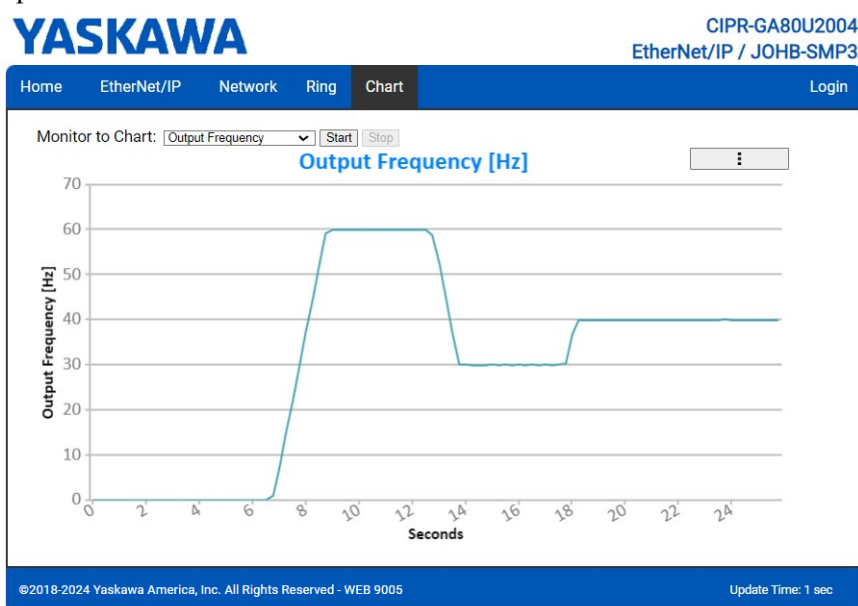 YASKAWA
CIPR-GA80U2004
EtherNet/IP / JOHB-SMP3
Home EtherNet/IP Network Ring Chart Login
Monitor to Chart: Output Frequency Start Stop
Output Frequency [Hz]
70
60
50
40
30
20
10
0
Output Frequency [Hz]
0 2 4 6 8 10 12 14 16 18 20 22 24
Seconds
©2018-2024 Yaskawa America, Inc. All Rights Reserved - WEB 9005 Update Time: 1 sec